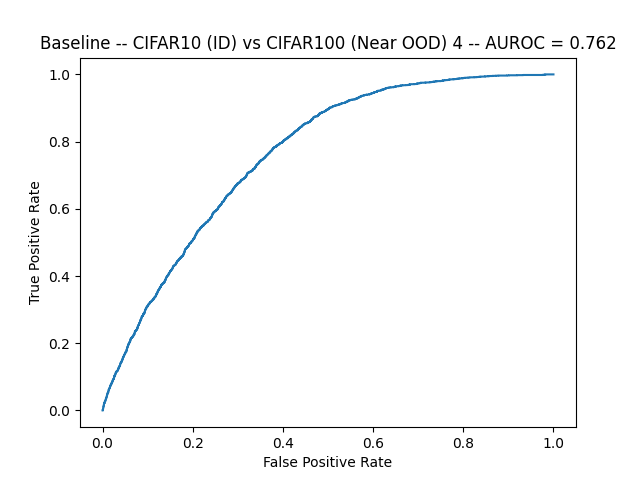 Baseline -- CIFAR10 (ID) vs CIFAR100 (Near OOD) 4 -- AUROC = 0.762
1.0
0.8
0.6
0.4
0.2
0.0
True Positive Rate
0.0 0.2 0.4 0.6 0.8 1.0
False Positive Rate